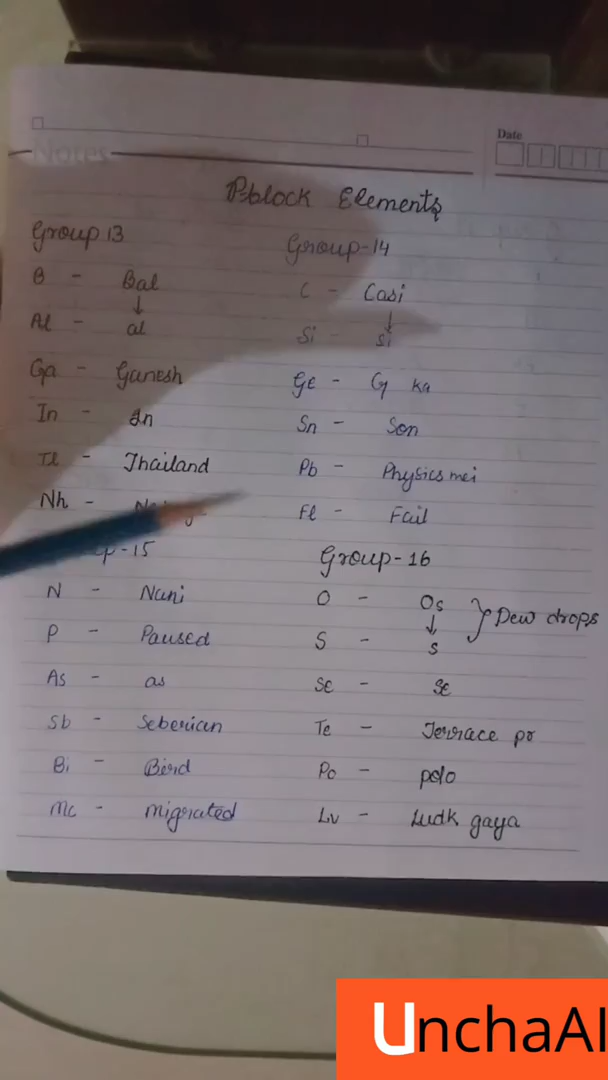 Notes
Date
P-block Elements
Group 13
B - Bal
↓
Al - al
Ga - Ganesh
In - In
Tl - Thailand
Nh -
Group-14
C - Casi
↓
Si - si
Ge - G ka
Sn - Son
Pb - Physics mei
Fl - Fail
p-15
N - Nani
P - Paused
As - as
Sb - Seberian
Bi - Bird
Mc - migrated
Group-16
O - Os
↓
S - s
} Dew drops
Se - se
Te - Terrace pr
Po - polo
Lv - Ludk gaya
UnchaAI